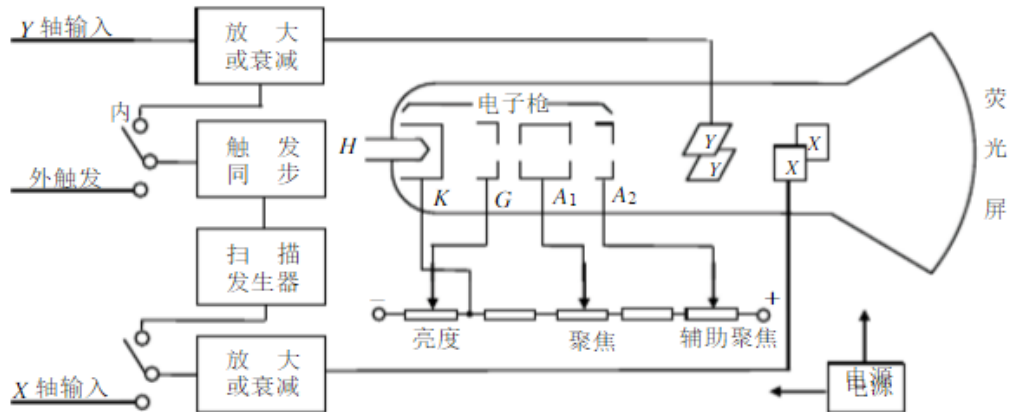 Y 轴输入
放 大
或衰减
内
触 发
同 步
外触发
扫 描
发生器
X 轴输入
放 大
或衰减
电子枪
H
K
G
A1
A2
Y
Y
X
X
荧
光
屏
−
+
亮度
聚焦
辅助聚焦
电源